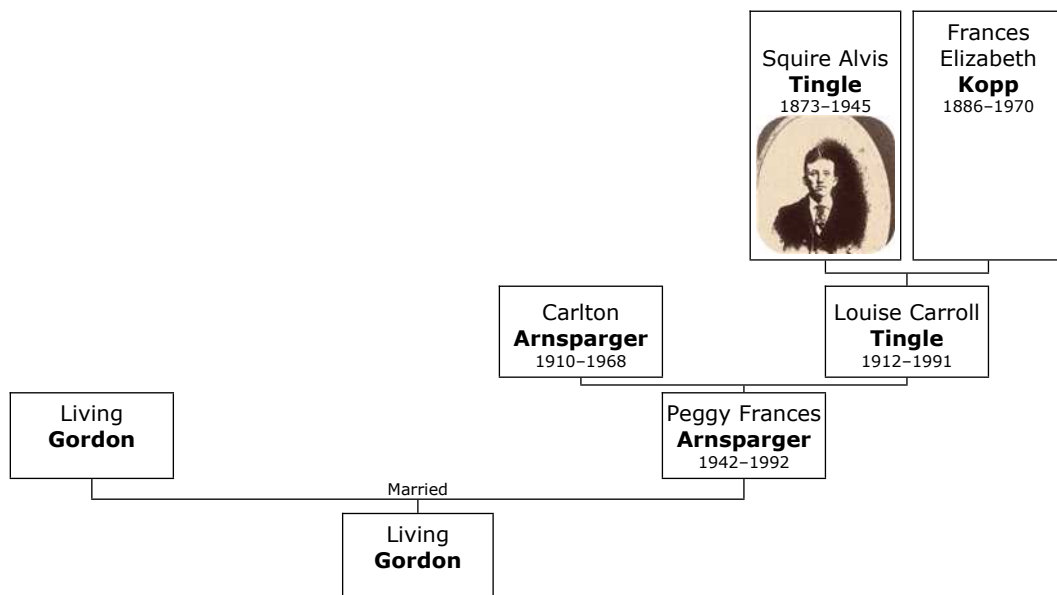 Squire Alvis
Tingle
1873–1945
Frances
Elizabeth
Kopp
1886–1970
Carlton
Arnsparger
1910–1968
Louise Carroll
Tingle
1912–1991
Living
Gordon
Peggy Frances
Arnsparger
1942–1992
Married
Living
Gordon